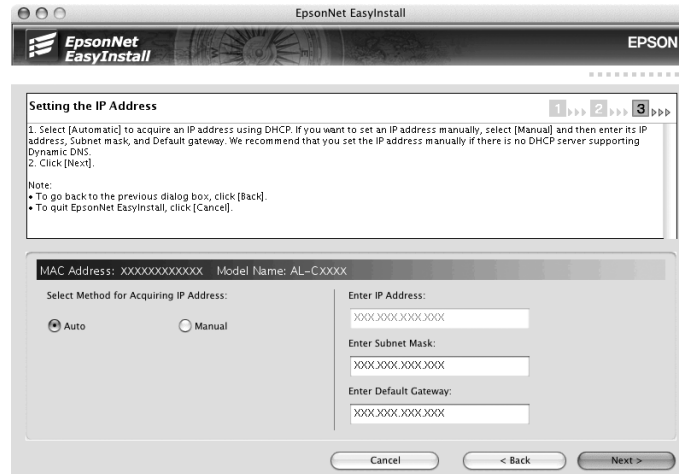 EpsonNet EasyInstall
EpsonNet
EasyInstall
EPSON
Setting the IP Address
1 2 3
1. Select [Automatic] to acquire an IP address using DHCP. If you want to set an IP address manually, select [Manual] and then enter its IP
address, Subnet mask, and Default gateway. We recommend that you set the IP address manually if there is no DHCP server supporting
Dynamic DNS.
2. Click [Next].
Note:
• To go back to the previous dialog box, click [Back].
• To quit EpsonNet EasyInstall, click [Cancel].
MAC Address: XXXXXXXXXXXX Model Name: AL-CXXXX
Select Method for Acquiring IP Address:
Auto
Manual
Enter IP Address:
XXX.XXX.XXX.XXX
Enter Subnet Mask:
XXX.XXX.XXX.XXX
Enter Default Gateway:
XXX.XXX.XXX.XXX
Cancel
< Back
Next >